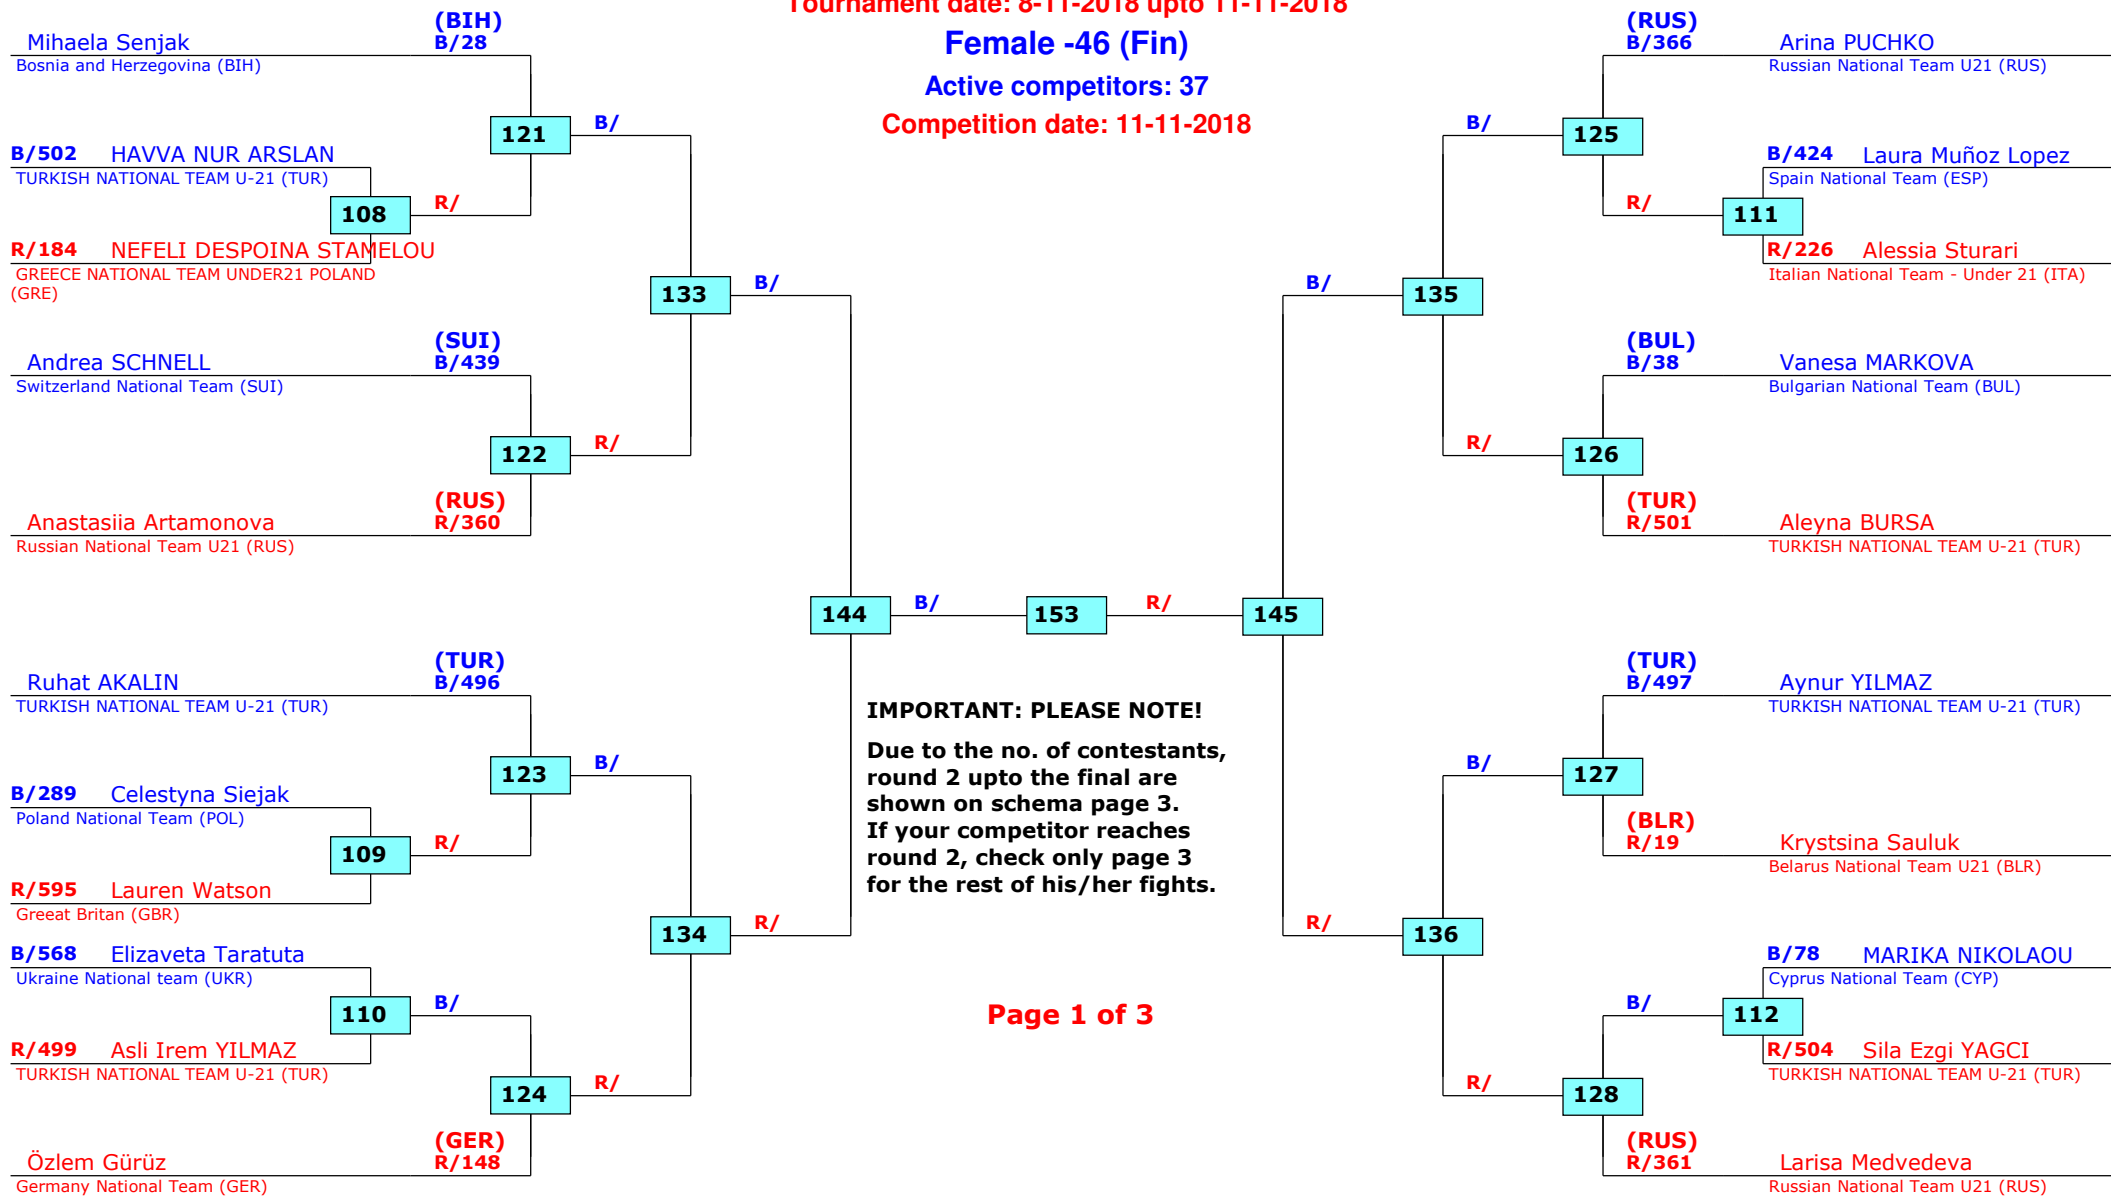 Tournament date: 8-11-2018 upto 11-11-2018
Female -46 (Fin)
Active competitors: 37
Competition date: 11-11-2018
(BIH)
Mihaela Senjak B/28
Bosnia and Herzegovina (BIH)
121 B/
B/502 HAVVA NUR ARSLAN
TURKISH NATIONAL TEAM U-21 (TUR)
108 R/
R/184 NEFELI DESPOINA STAMELOU
GREECE NATIONAL TEAM UNDER21 POLAND
(GRE)
133 B/
(SUI)
Andrea SCHNELL B/439
Switzerland National Team (SUI)
122 R/
(RUS)
Anastasiia Artamonova R/360
Russian National Team U21 (RUS)
144 B/ 153 R/ 145
(TUR)
Ruhat AKALIN B/496
TURKISH NATIONAL TEAM U-21 (TUR)
123 B/
B/289 Celestyna Siejak
Poland National Team (POL)
109 R/
R/595 Lauren Watson
Greeat Britan (GBR)
134 R/
B/568 Elizaveta Taratuta
Ukraine National team (UKR)
110 B/
R/499 Asli Irem YILMAZ
TURKISH NATIONAL TEAM U-21 (TUR)
124 R/
(GER)
Özlem Gürüz R/148
Germany National Team (GER)
IMPORTANT: PLEASE NOTE!
Due to the no. of contestants,
round 2 upto the final are
shown on schema page 3.
If your competitor reaches
round 2, check only page 3
for the rest of his/her fights.
Page 1 of 3
(RUS)
B/366 Arina PUCHKO
Russian National Team U21 (RUS)
B/ 125
B/424 Laura Muñoz Lopez
Spain National Team (ESP)
R/ 111
R/226 Alessia Sturari
Italian National Team - Under 21 (ITA)
B/ 135
(BUL)
B/38 Vanesa MARKOVA
Bulgarian National Team (BUL)
R/ 126
(TUR)
R/501 Aleyna BURSA
TURKISH NATIONAL TEAM U-21 (TUR)
(TUR)
B/497 Aynur YILMAZ
TURKISH NATIONAL TEAM U-21 (TUR)
B/ 127
(BLR)
R/19 Krystsina Sauluk
Belarus National Team U21 (BLR)
R/ 136
B/78 MARIKA NIKOLAOU
Cyprus National Team (CYP)
B/ 112
R/504 Sila Ezgi YAGCI
TURKISH NATIONAL TEAM U-21 (TUR)
R/ 128
(RUS)
R/361 Larisa Medvedeva
Russian National Team U21 (RUS)